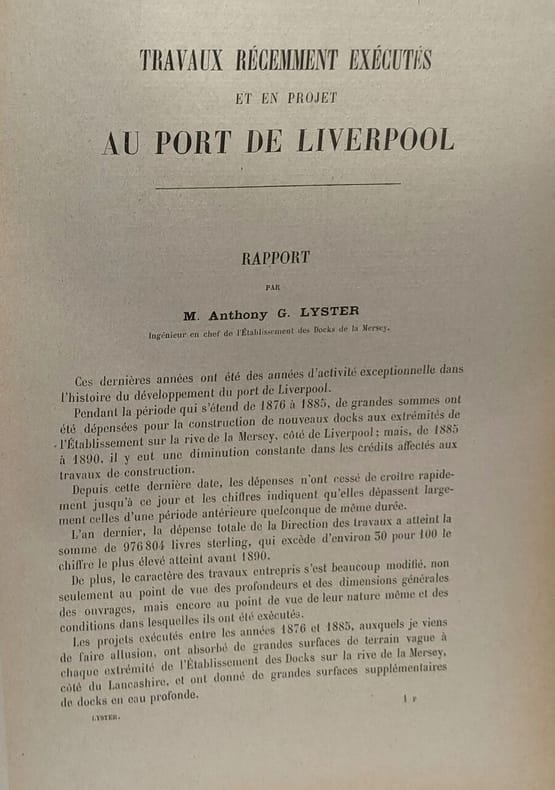 TRAVAUX RÉCEMMENT EXÉCUTÉS
ET EN PROJET
AU PORT DE LIVERPOOL
RAPPORT
PAR
M. Anthony G. LYSTER
Ingénieur en chef de l'Établissement des Docks de la Mersey.
Ces dernières années ont été des années d'activité exceptionnelle dans
l'histoire du développement du port de Liverpool.
Pendant la période qui s'étend de 1876 à 1885, de grandes sommes ont
été dépensées pour la construction de nouveaux docks aux extrémités de
l'Établissement sur la rive de la Mersey, côté de Liverpool; mais, de 1885
à 1890, il y eut une diminution constante dans les crédits affectés aux
travaux de construction.
Depuis cette dernière date, les dépenses n'ont cessé de croître rapide-
ment jusqu'à ce jour et les chiffres indiquent qu'elles dépassent large-
ment celles d'une période antérieure quelconque de même durée.
L'an dernier, la dépense totale de la Direction des travaux a atteint la
somme de 976 804 livres sterling, qui excède d'environ 30 pour 100 le
chiffre le plus élevé atteint avant 1890.
De plus, le caractère des travaux entrepris s'est beaucoup modifié, non
seulement au point de vue des profondeurs et des dimensions générales
des ouvrages, mais encore au point de vue de leur nature même et des
conditions dans lesquelles ils ont été exécutés.
Les projets exécutés entre les années 1876 et 1885, auxquels je viens
de faire allusion, ont absorbé de grandes surfaces de terrain vague à
chaque extrémité de l'Établissement des Docks sur la rive de la Mersey,
côté du Lancashire, et ont donné de grandes surfaces supplémentaires
de docks en eau profonde.
LYSTER.
1 F